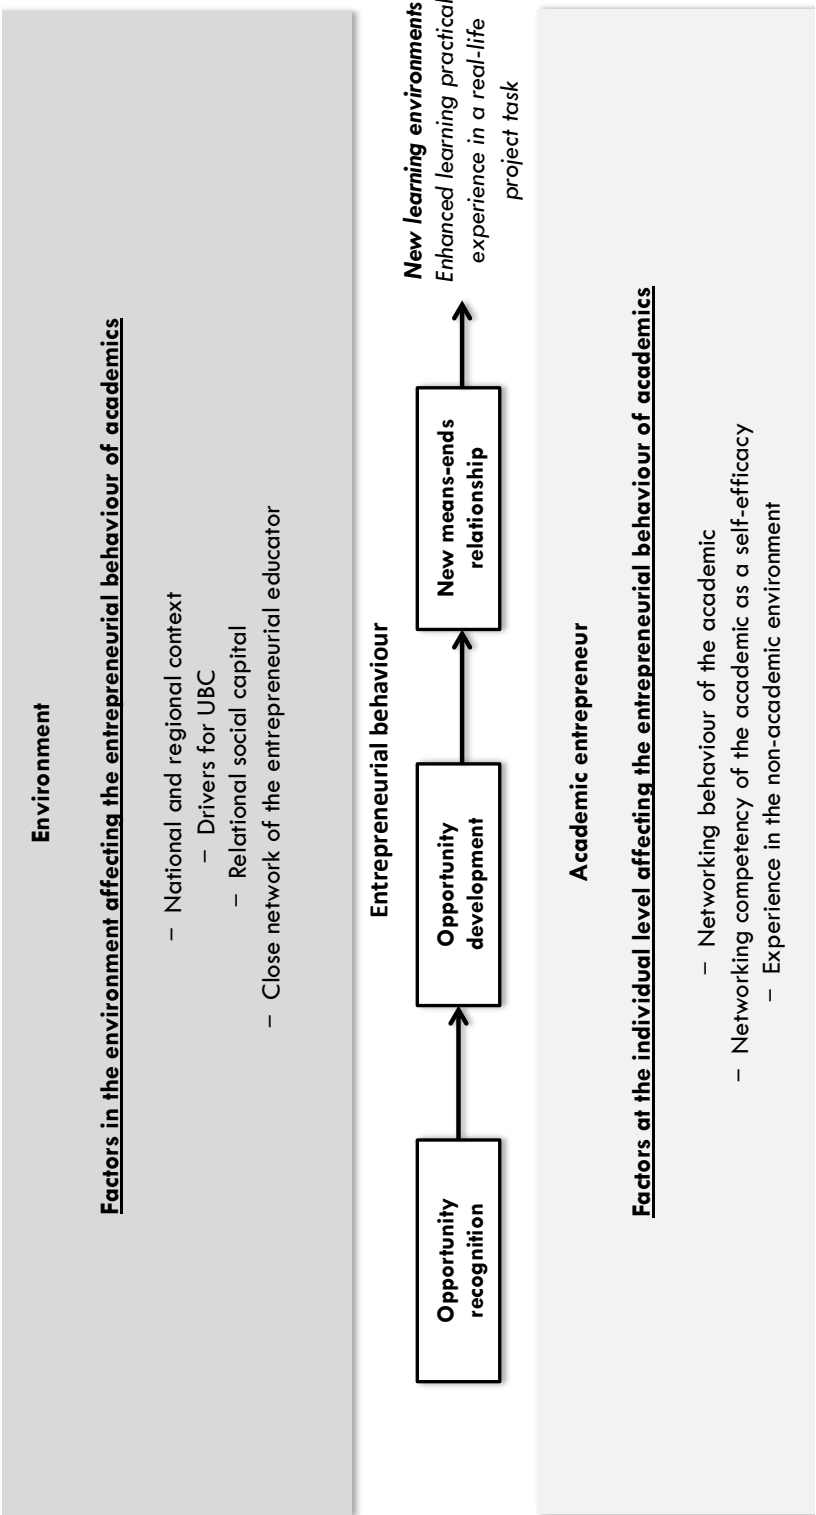 Environment
Factors in the environment affecting the entrepreneurial behaviour of academics
– National and regional context
– Drivers for UBC
– Relational social capital
– Close network of the entrepreneurial educator
Entrepreneurial behaviour
Opportunity
recognition
Opportunity
development
New means-ends
relationship
New learning environments
Enhanced learning practical
experience in a real-life
project task
Academic entrepreneur
Factors at the individual level affecting the entrepreneurial behaviour of academics
– Networking behaviour of the academic
– Networking competency of the academic as a self-efficacy
– Experience in the non-academic environment